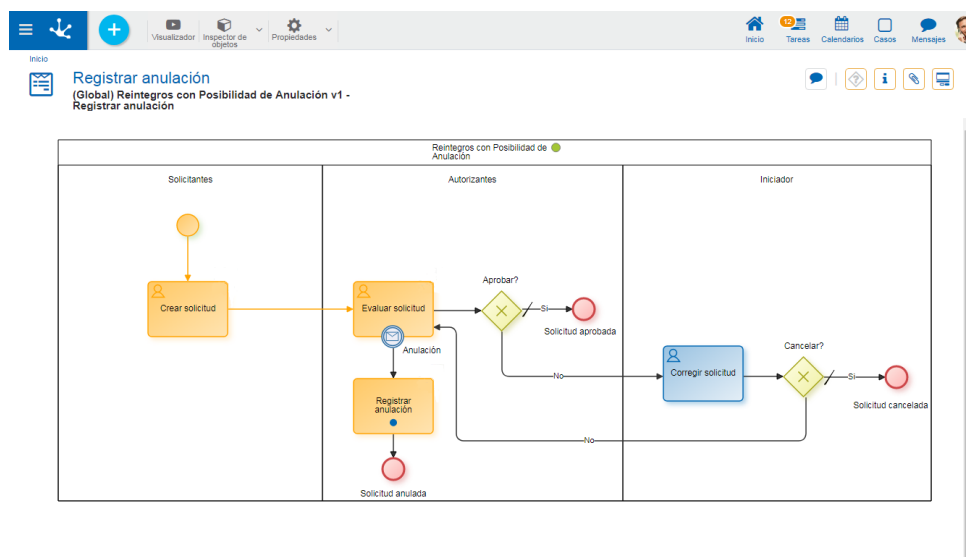 Visualizador
Inspector de
objetos
Propiedades
Inicio
12
Tareas
Calendarios
Casos
Mensajes
Inicio
Registrar anulación
(Global) Reintegros con Posibilidad de Anulación v1 -
Registrar anulación
Reintegros con Posibilidad de
Anulación
Solicitantes
Autorizantes
Iniciador
Crear solicitud
Evaluar solicitud
Anulación
Aprobar?
Si
Solicitud aprobada
No
Registrar
anulación
Solicitud anulada
Corregir solicitud
Cancelar?
Si
Solicitud cancelada
No